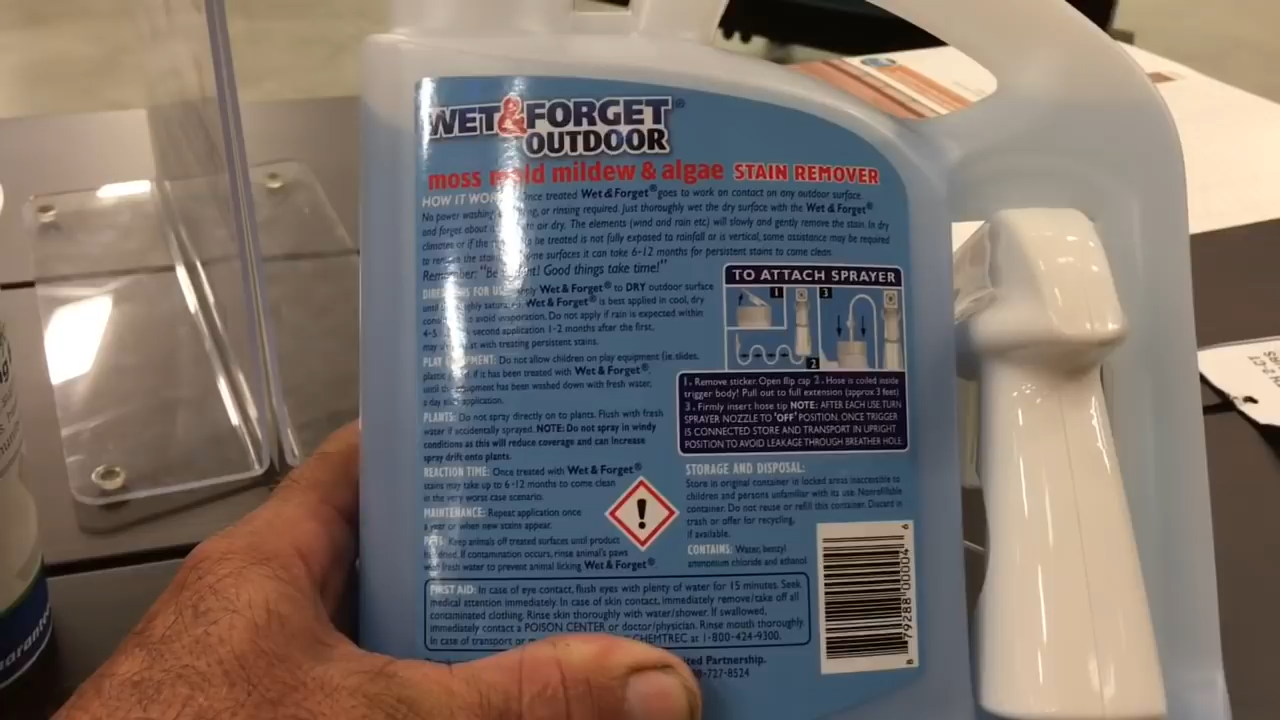 WET&FORGET®
OUTDOOR
moss mold mildew & algae STAIN REMOVER
HOW IT Once treated Wet & Forget® goes to work on contact on any outdoor surface.
No power washing, or rinsing required. Just thoroughly wet the dry surface with the Wet & Forget®
and forget about air dry. The elements (wind and rain etc) will slowly and gently remove the stain. In dry
climates or if the be treated is not fully exposed to rainfall or is vertical, some assistance may be required
to the surfaces it can take 6-12 months for persistent stains to come clean.
Remember: "Be Good things take time!"
DIRECTIONS FOR Wet & Forget® to DRY outdoor surface
until Wet & Forget® is best applied in cool, dry
to avoid evaporation. Do not apply if rain is expected within
4-5 second application 1-2 months after the first,
may with treating persistent stains.
PLAY Do not allow children on play equipment (ie. slides,
plastic if it has been treated with Wet & Forget®,
until has been washed down with fresh water,
a day application.
PLANTS: Do not spray directly on to plants. Flush with fresh
water if accidentally sprayed. NOTE: Do not spray in windy
conditions as this will reduce coverage and can increase
spray drift onto plants.
REACTION TIME: Once treated with Wet & Forget®
stains may take up to 6-12 months to come clean
in the very worst case scenario.
MAINTENANCE: Repeat application once
a year or when new stains appear.
PETS: Keep animals off treated surfaces until product
has dried. If contamination occurs, rinse animal's paws
with fresh water to prevent animal licking Wet & Forget®.
TO ATTACH SPRAYER
1 3
2
1. Remove sticker. Open flip cap 2. Hose is coiled inside
trigger body! Pull out to full extension (approx 3 feet)
3. Firmly insert hose tip NOTE: AFTER EACH USE TURN
SPRAYER NOZZLE TO 'OFF' POSITION. ONCE TRIGGER
IS CONNECTED STORE AND TRANSPORT IN UPRIGHT
POSITION TO AVOID LEAKAGE THROUGH BREATHER HOLE.
STORAGE AND DISPOSAL:
Store in original container in locked areas inaccessible to
children and persons unfamiliar with its use. Nonrefillable
container. Do not reuse or refill this container. Discard in
trash or offer for recycling,
if available.
CONTAINS: Water, benzyl
ammonium chloride and ethanol
FIRST AID: In case of eye contact, flush eyes with plenty of water for 15 minutes. Seek
medical attention immediately. In case of skin contact, immediately remove/take off all
contaminated clothing. Rinse skin thoroughly with water/shower. If swallowed,
immediately contact a POISON CENTER or doctor/physician. Rinse mouth thoroughly.
In case of transport CHEMTREC at 1-800-424-9300.
Partnership.
-727-8524
8 79288 00004 6